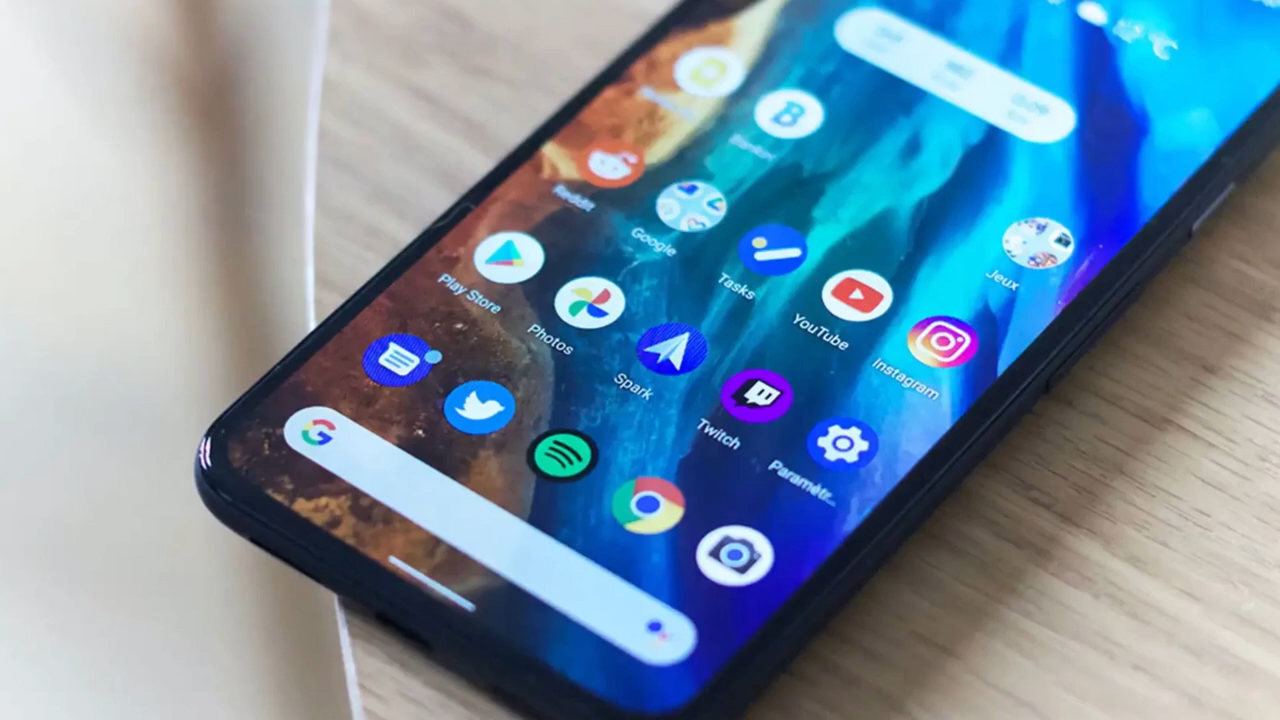 Reddit
Google
Tasks
YouTube
Instagram
Jeux
Play Store
Photos
Spark
Twitch
Paramètr...